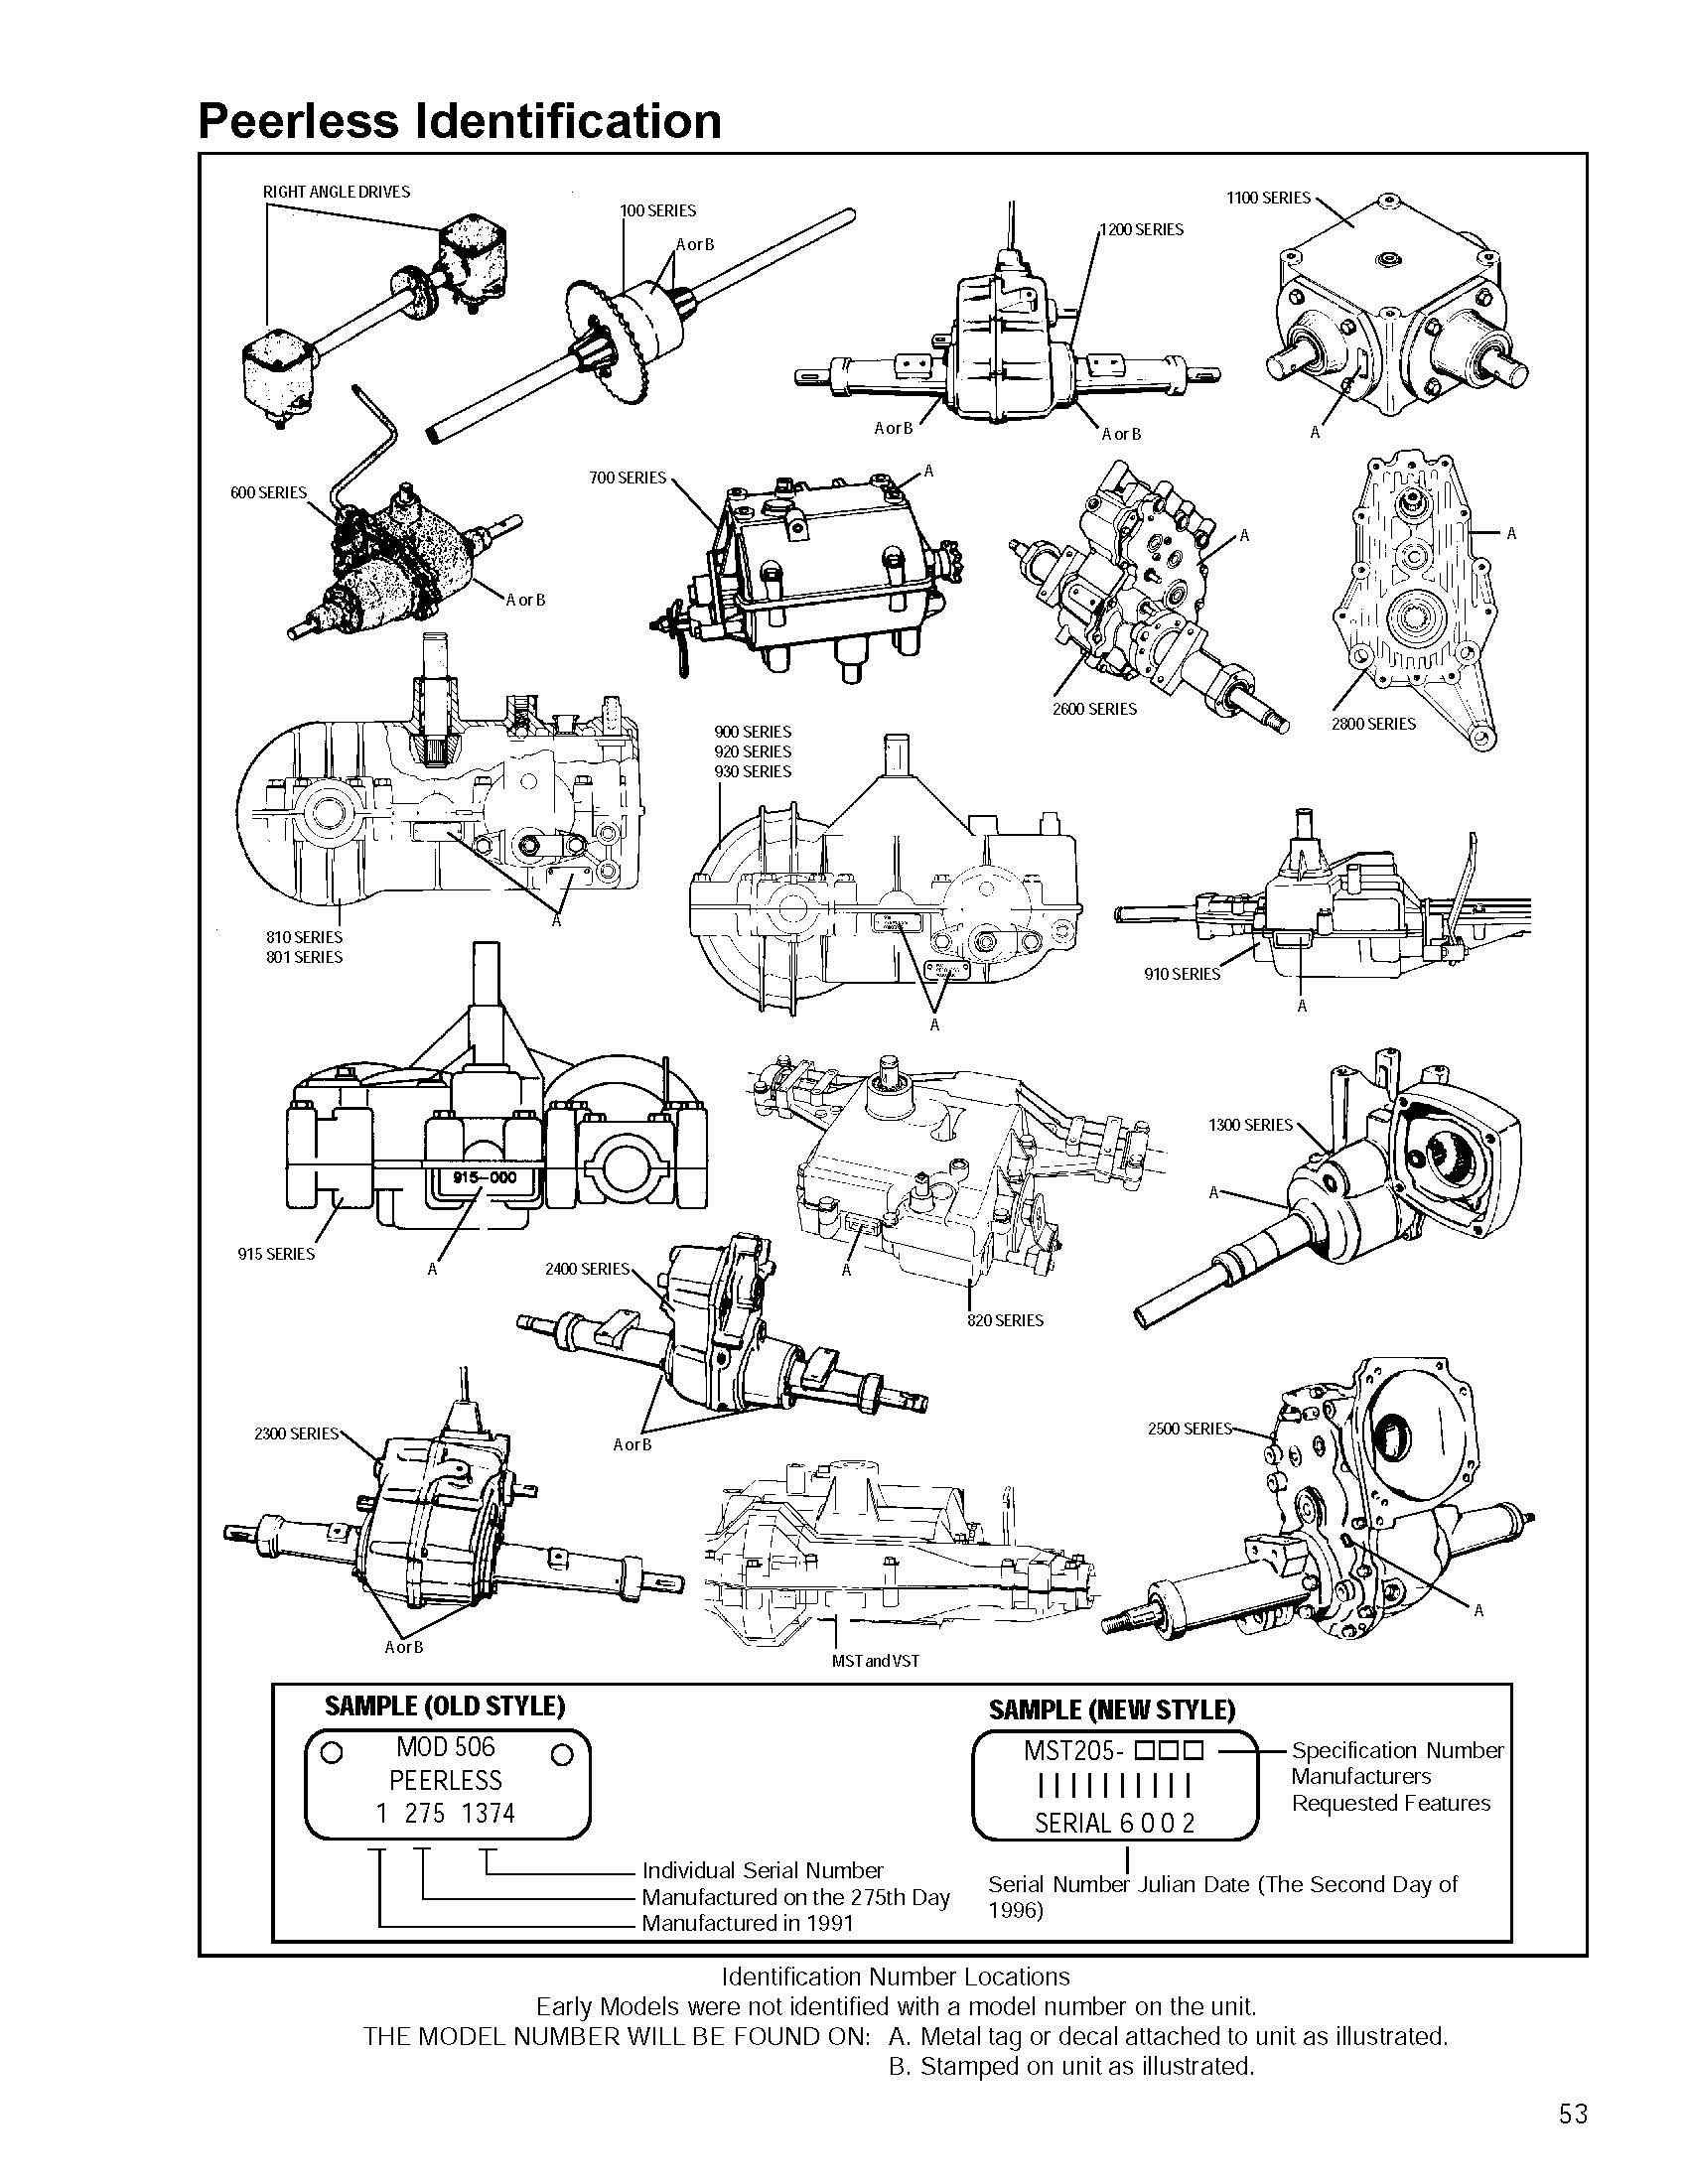 Peerless Identification
RIGHT ANGLE DRIVES
100 SERIES
A or B
1200 SERIES
A or B
A or B
1100 SERIES
A
600 SERIES
A or B
700 SERIES
A
A
2600 SERIES
A
2800 SERIES
810 SERIES
801 SERIES
A
900 SERIES
920 SERIES
930 SERIES
A
910 SERIES
A
915-000
915 SERIES
A
A
820 SERIES
1300 SERIES
A
2400 SERIES
A or B
2300 SERIES
A or B
MST and VST
2500 SERIES
A
SAMPLE (OLD STYLE)
MOD 506
PEERLESS
1 275 1374
Individual Serial Number
Manufactured on the 275th Day
Manufactured in 1991
SAMPLE (NEW STYLE)
MST205- □□□
SERIAL 6 0 0 2
Specification Number
Manufacturers
Requested Features
Serial Number Julian Date (The Second Day of
1996)
Identification Number Locations
Early Models were not identified with a model number on the unit.
THE MODEL NUMBER WILL BE FOUND ON: A. Metal tag or decal attached to unit as illustrated.
B. Stamped on unit as illustrated.
53